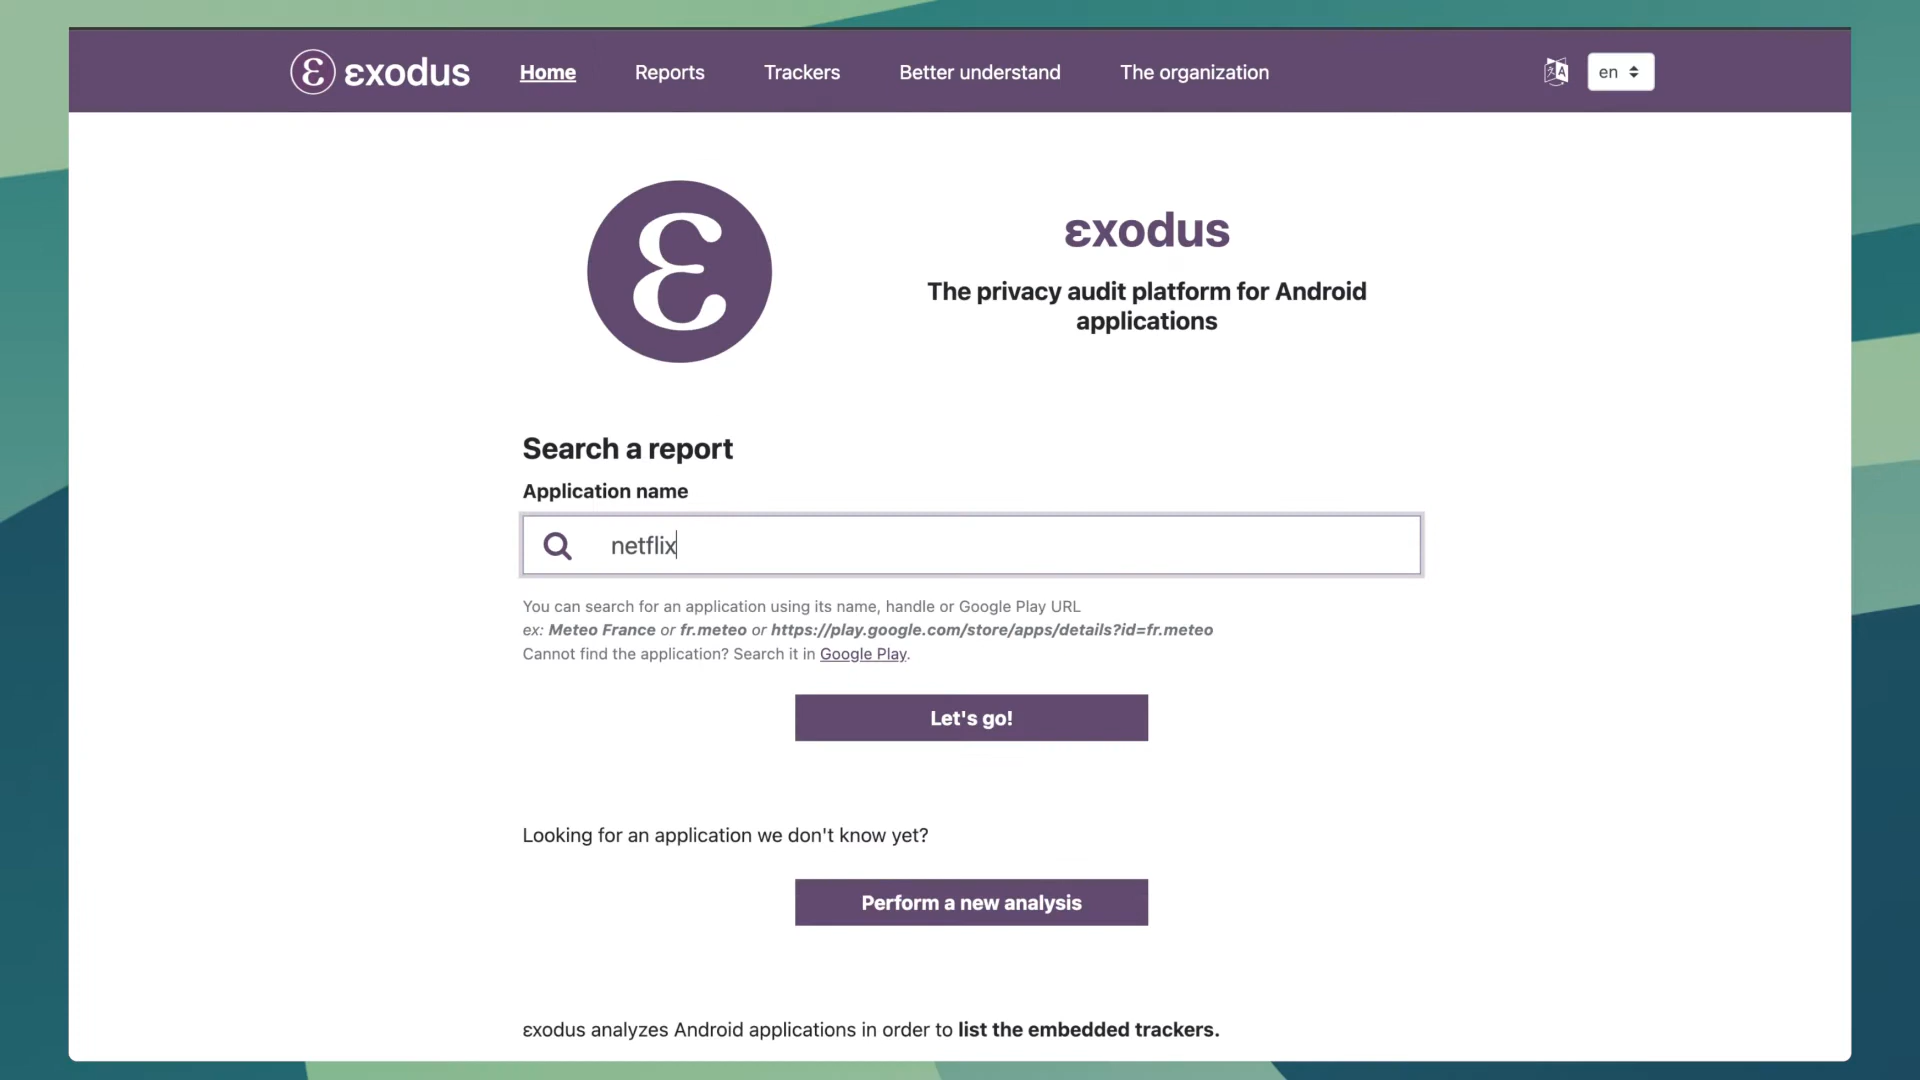 εxodus Home Reports Trackers Better understand The organization en
εxodus
The privacy audit platform for Android
applications
Search a report
Application name
netflix
You can search for an application using its name, handle or Google Play URL
ex: Meteo France or fr.meteo or https://play.google.com/store/apps/details?id=fr.meteo
Cannot find the application? Search it in Google Play.
Let's go!
Looking for an application we don't know yet?
Perform a new analysis
εxodus analyzes Android applications in order to list the embedded trackers.